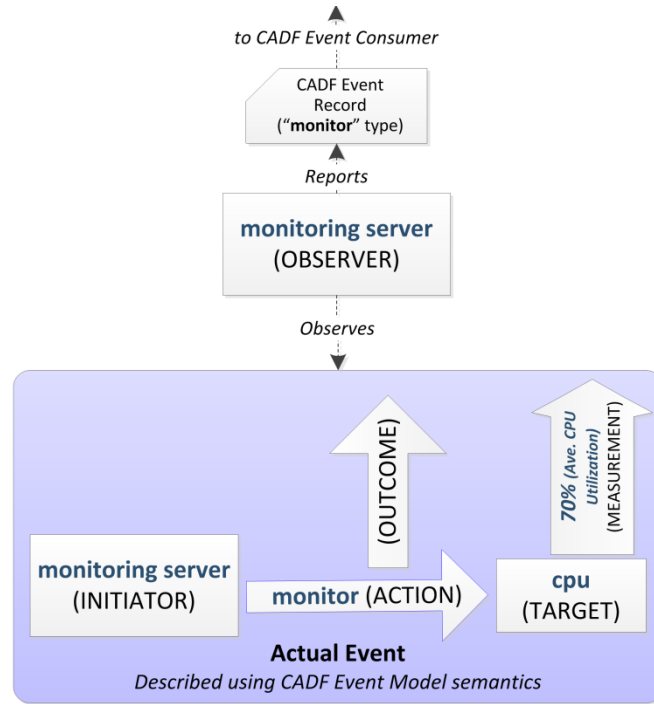 to CADF Event Consumer
CADF Event
Record
(“monitor” type)
Reports
monitoring server
(OBSERVER)
Observes
(OUTCOME)
70% (Ave. CPU
Utilization)
(MEASUREMENT)
monitoring server
(INITIATOR)
monitor (ACTION)
cpu
(TARGET)
Actual Event
Described using CADF Event Model semantics